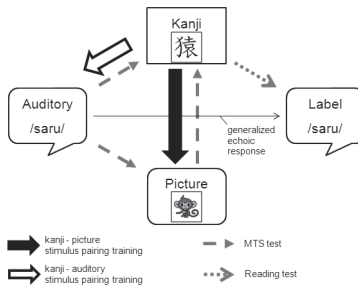 Kanji
猿
Auditory
/saru/
Label
/saru/
generalized
echoic
response
Picture
kanji - picture
stimulus pairing training
MTS test
kanji - auditory
stimulus pairing training
Reading test